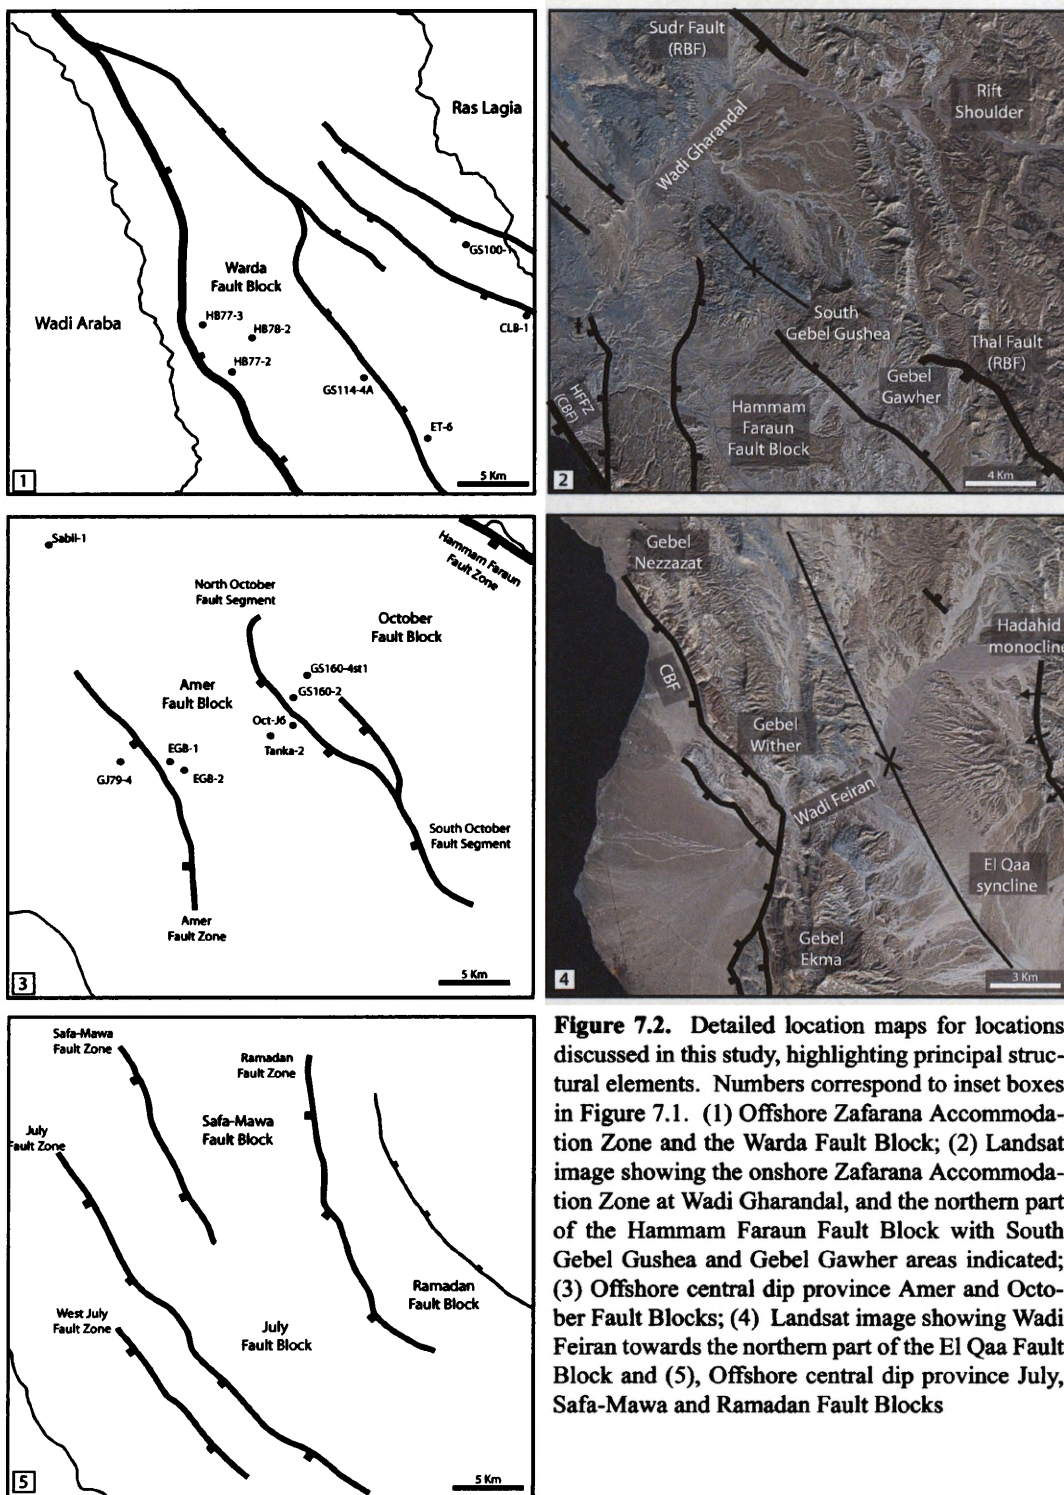 Ras Lagia
GS100-1
Warda
Fault Block
Wadi Araba
HB77-3
HB78-2
CLB-1
HB77-2
GS114-4A
ET-6
5 Km
1
Sudr Fault
(RBF)
Rift
Shoulder
Wadi Gharandal
South
Gebel Gushea
Thal Fault
(RBF)
Gebel
Gawher
HFFZ
(CBF)
Hammam
Faraun
Fault Block
4 Km
2
Sabil-1
Hammam Faraun
Fault Zone
North October
Fault Segment
October
Fault Block
GS160-4st1
Amer
Fault Block
GS160-2
Oct-J6
EGB-1
Tanka-2
GJ79-4
EGB-2
South October
Fault Segment
Amer
Fault Zone
5 Km
3
Gebel
Nezzazat
Hadahid
monocline
CBF
Gebel
Wither
Wadi Feiran
El Qaa
syncline
Gebel
Ekma
3 Km
4
Safa-Mawa
Fault Zone
Ramadan
Fault Zone
Safa-Mawa
Fault Block
July
Fault Zone
Ramadan
Fault Block
West July
Fault Zone
July
Fault Block
5 Km
5
Figure 7.2. Detailed location maps for locations
discussed in this study, highlighting principal struc-
tural elements. Numbers correspond to inset boxes
in Figure 7.1. (1) Offshore Zafarana Accommoda-
tion Zone and the Warda Fault Block; (2) Landsat
image showing the onshore Zafarana Accommoda-
tion Zone at Wadi Gharandal, and the northern part
of the Hammam Faraun Fault Block with South
Gebel Gushea and Gebel Gawher areas indicated;
(3) Offshore central dip province Amer and Octo-
ber Fault Blocks; (4) Landsat image showing Wadi
Feiran towards the northern part of the El Qaa Fault
Block and (5), Offshore central dip province July,
Safa-Mawa and Ramadan Fault Blocks